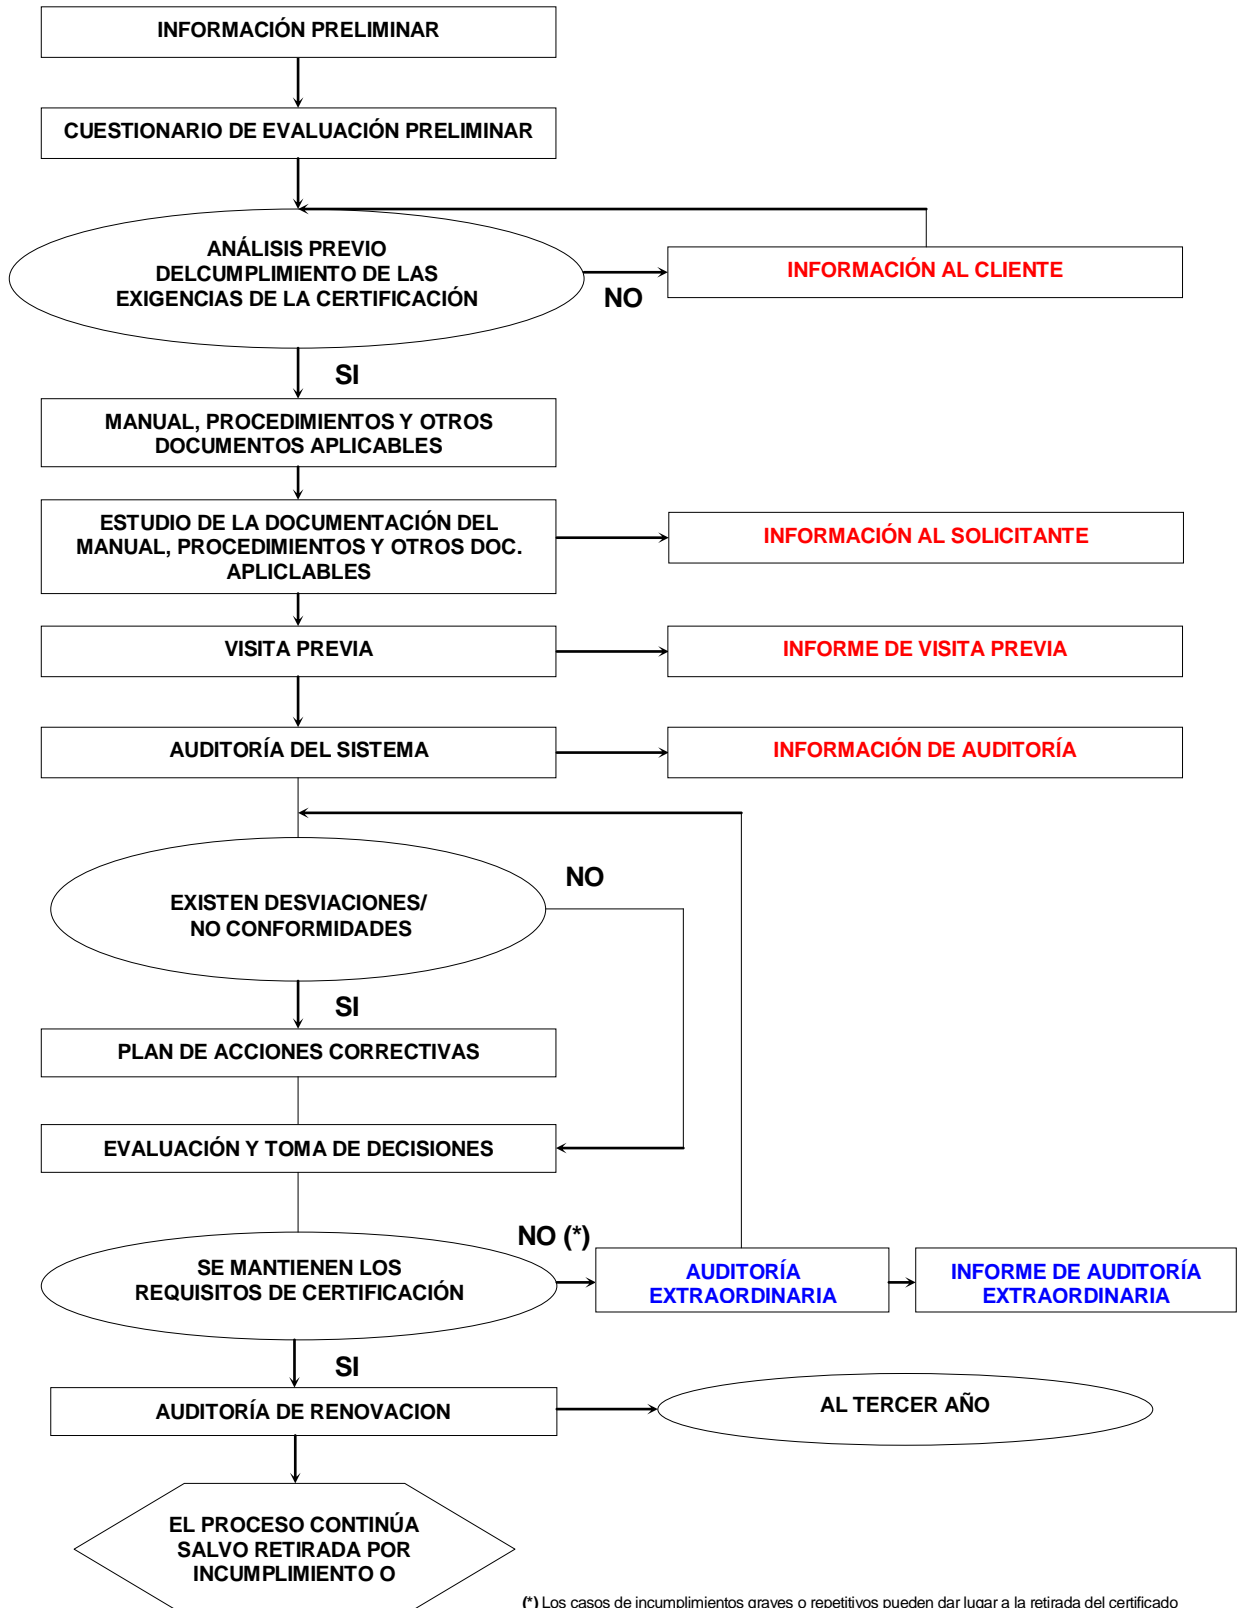 INFORMACIÓN PRELIMINAR
CUESTIONARIO DE EVALUACIÓN PRELIMINAR
ANÁLISIS PREVIO
DELCUMPLIMIENTO DE LAS
EXIGENCIAS DE LA CERTIFICACIÓN
NO
INFORMACIÓN AL CLIENTE
SI
MANUAL, PROCEDIMIENTOS Y OTROS
DOCUMENTOS APLICABLES
ESTUDIO DE LA DOCUMENTACIÓN DEL
MANUAL, PROCEDIMIENTOS Y OTROS DOC.
APLICLABLES
INFORMACIÓN AL SOLICITANTE
VISITA PREVIA
INFORME DE VISITA PREVIA
AUDITORÍA DEL SISTEMA
INFORMACIÓN DE AUDITORÍA
EXISTEN DESVIACIONES/
NO CONFORMIDADES
NO
SI
PLAN DE ACCIONES CORRECTIVAS
EVALUACIÓN Y TOMA DE DECISIONES
SE MANTIENEN LOS
REQUISITOS DE CERTIFICACIÓN
NO (*)
AUDITORÍA
EXTRAORDINARIA
INFORME DE AUDITORÍA
EXTRAORDINARIA
SI
AUDITORÍA DE RENOVACION
AL TERCER AÑO
EL PROCESO CONTINÚA
SALVO RETIRADA POR
INCUMPLIMIENTO O
(*) Los casos de incumplimientos graves o repetitivos pueden dar lugar a la retirada del certificado